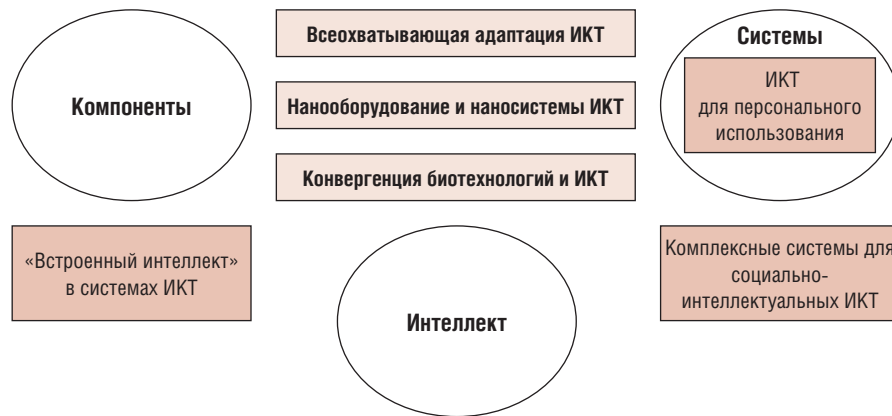 Всеохватывающая адаптация ИКТ
Системы
ИКТ
для персонального
использования
Компоненты
Нанооборудование и наносистемы ИКТ
Конвергенция биотехнологий и ИКТ
«Встроенный интеллект»
в системах ИКТ
Комплексные системы для
социально-
интеллектуальных ИКТ
Интеллект